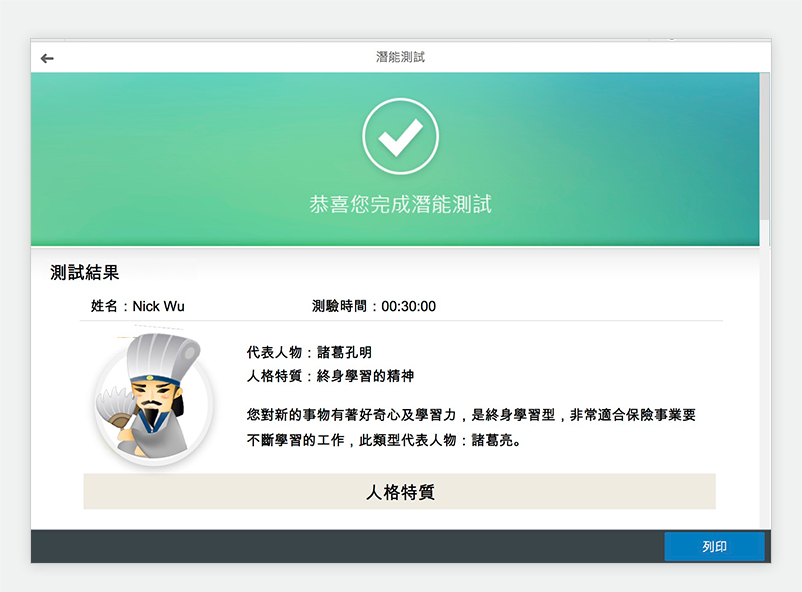 潛能測試
恭喜您完成潛能測試
測試結果
姓名：Nick Wu
測驗時間：00:30:00
代表人物：諸葛孔明
人格特質：終身學習的精神
您對新的事物有著好奇心及學習力，是終身學習型，非常適合保險事業要
不斷學習的工作，此類型代表人物：諸葛亮。
人格特質
列印